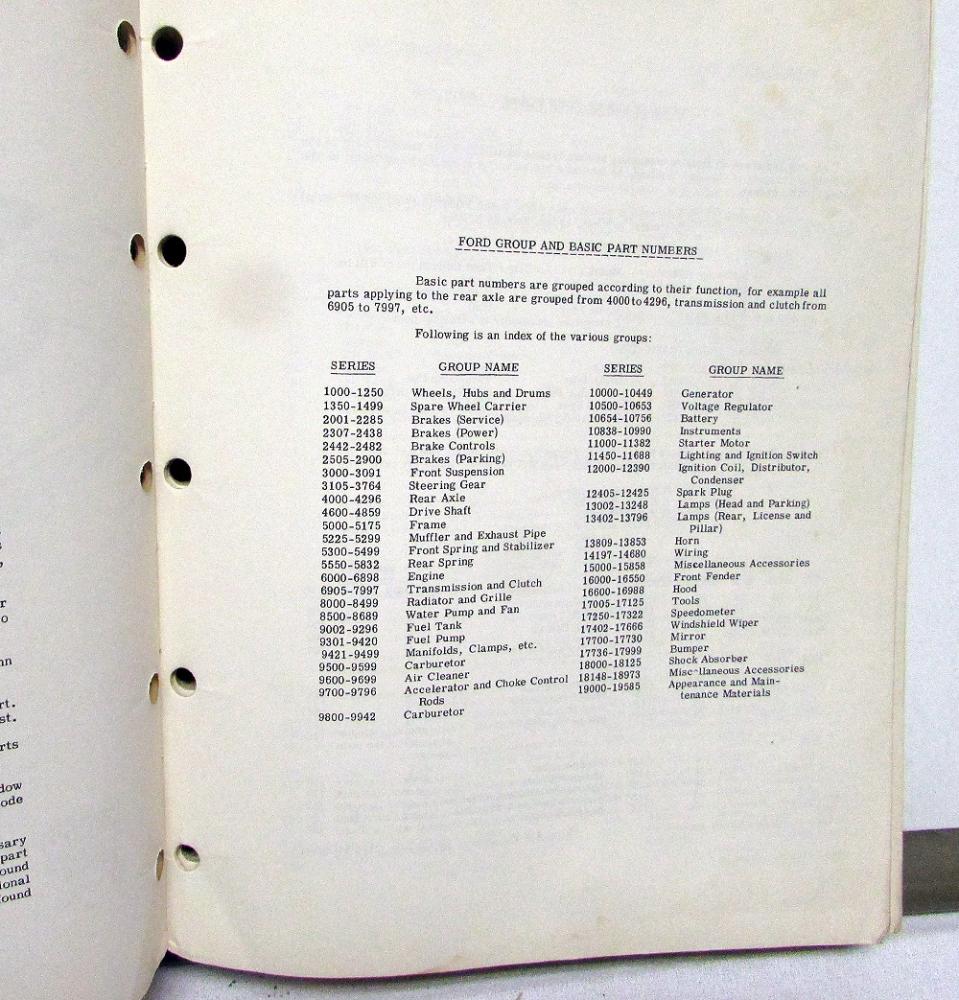 r
o
nn
rt.
st.
rts
dow
ode
sary
part
ound
ional
found
FORD GROUP AND BASIC PART NUMBERS
Basic part numbers are grouped according to their function, for example all
parts applying to the rear axle are grouped from 4000 to 4296, transmission and clutch from
6905 to 7997, etc.
Following is an index of the various groups:
SERIES GROUP NAME
1000-1250 Wheels, Hubs and Drums
1350-1499 Spare Wheel Carrier
2001-2285 Brakes (Service)
2307-2438 Brakes (Power)
2442-2482 Brake Controls
2505-2900 Brakes (Parking)
3000-3091 Front Suspension
3105-3764 Steering Gear
4000-4296 Rear Axle
4600-4859 Drive Shaft
5000-5175 Frame
5225-5299 Muffler and Exhaust Pipe
5300-5499 Front Spring and Stabilizer
5550-5832 Rear Spring
6000-6898 Engine
6905-7997 Transmission and Clutch
8000-8499 Radiator and Grille
8500-8689 Water Pump and Fan
9002-9296 Fuel Tank
9301-9420 Fuel Pump
9421-9499 Manifolds, Clamps, etc.
9500-9599 Carburetor
9600-9699 Air Cleaner
9700-9796 Accelerator and Choke Control
Rods
9800-9942 Carburetor
SERIES GROUP NAME
10000-10449 Generator
10500-10653 Voltage Regulator
10654-10756 Battery
10838-10990 Instruments
11000-11382 Starter Motor
11450-11688 Lighting and Ignition Switch
12000-12390 Ignition Coil, Distributor,
Condenser
12405-12425 Spark Plug
13002-13248 Lamps (Head and Parking)
13402-13796 Lamps (Rear, License and
Pillar)
13809-13853 Horn
14197-14680 Wiring
15000-15858 Miscellaneous Accessories
16000-16550 Front Fender
16600-16988 Hood
17005-17125 Tools
17250-17322 Speedometer
17402-17666 Windshield Wiper
17700-17730 Mirror
17736-17999 Bumper
18000-18125 Shock Absorber
18148-18973 Miscellaneous Accessories
19000-19585 Appearance and Main-
tenance Materials